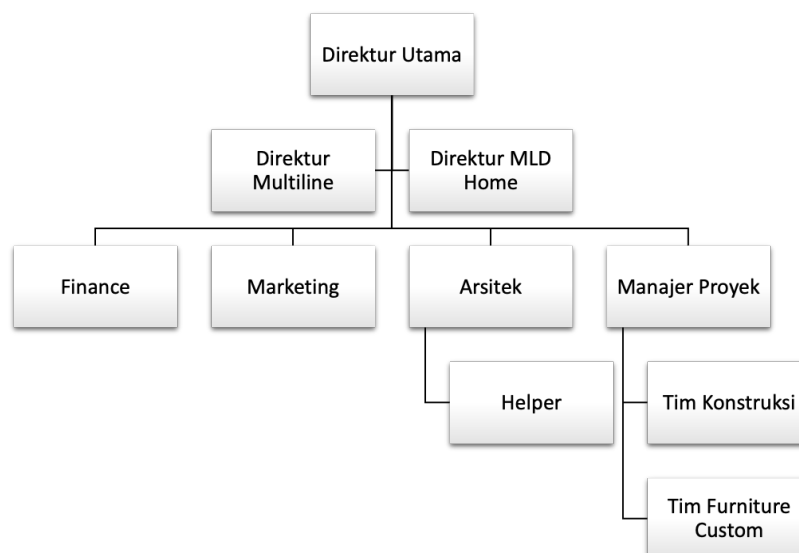 Direktur Utama
Direktur
Multiline
Direktur MLD
Home
Finance
Marketing
Arsitek
Manajer Proyek
Helper
Tim Konstruksi
Tim Furniture
Custom